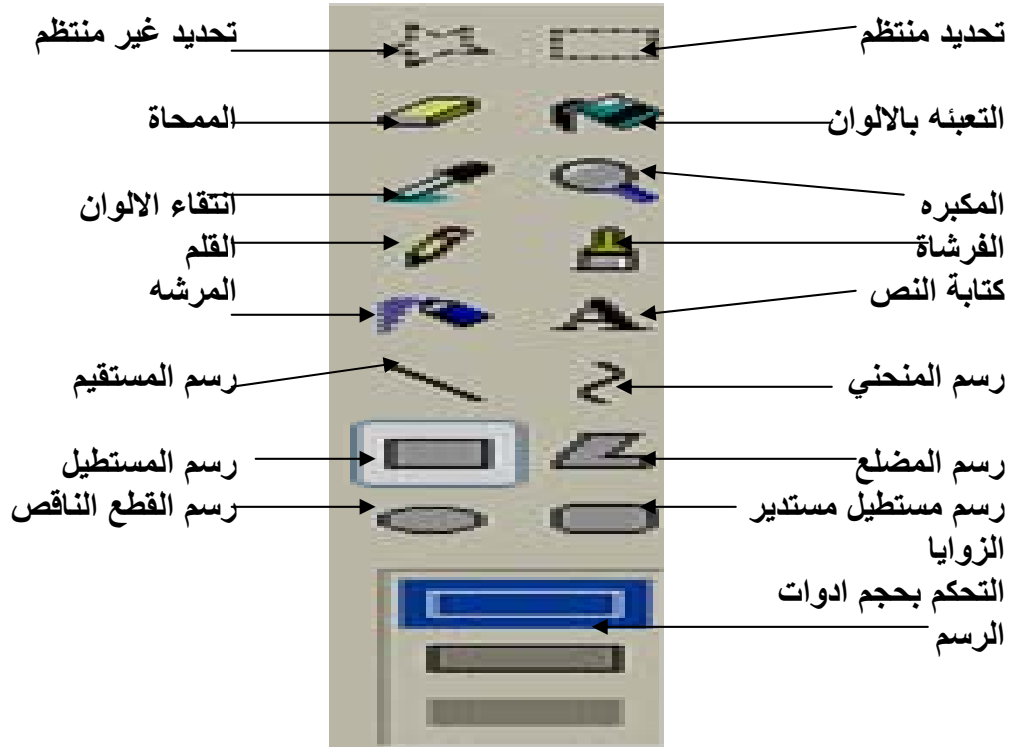 تحديد منتظم
تحديد غير منتظم
التعبئه بالالوان
الممحاة
المكبره
انتقاء الالوان
الفرشاة
القلم
كتابة النص
المرشه
رسم المنحني
رسم المستقيم
رسم المضلع
رسم المستطيل
رسم مستطيل مستدير
الزوايا
رسم القطع الناقص
التحكم بحجم ادوات
الرسم